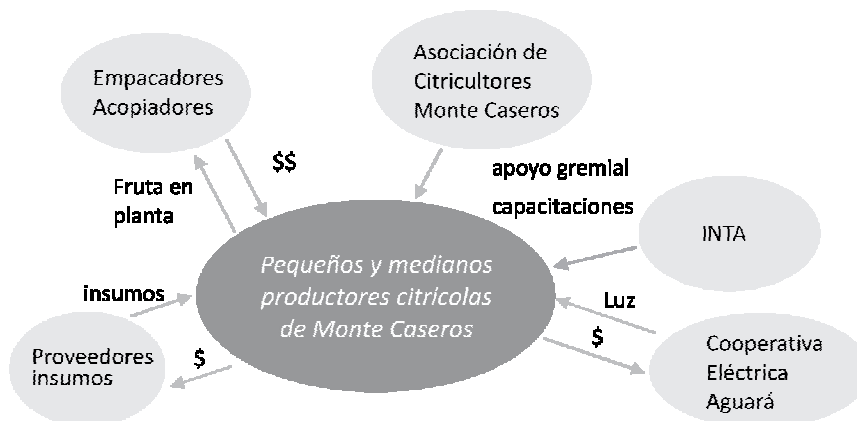 Empacadores
Acopiadores
Asociación de
Citricultores
Monte Caseros
$$
Fruta en
planta
apoyo gremial
capacitaciones
INTA
Pequeños y medianos
productores citrícolas
de Monte Caseros
insumos
Luz
Proveedores
insumos
$
$
Cooperativa
Eléctrica
Aguará